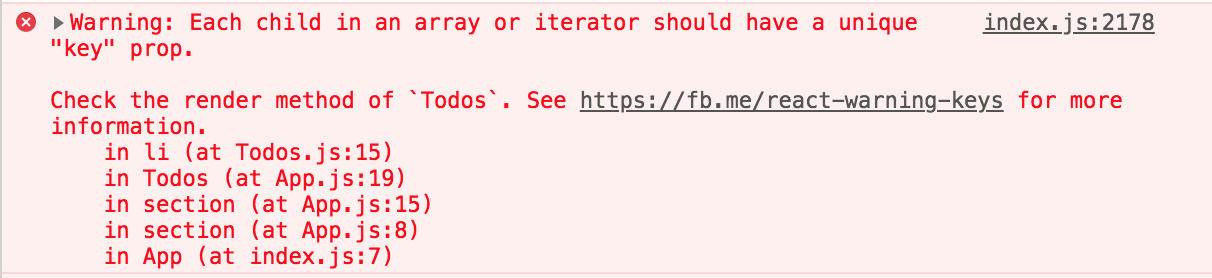 Warning: Each child in an array or iterator should have a unique index.js:2178
"key" prop.
Check the render method of `Todos`. See https://fb.me/react-warning-keys for more
information.
in li (at Todos.js:15)
in Todos (at App.js:19)
in section (at App.js:15)
in section (at App.js:8)
in App (at index.js:7)